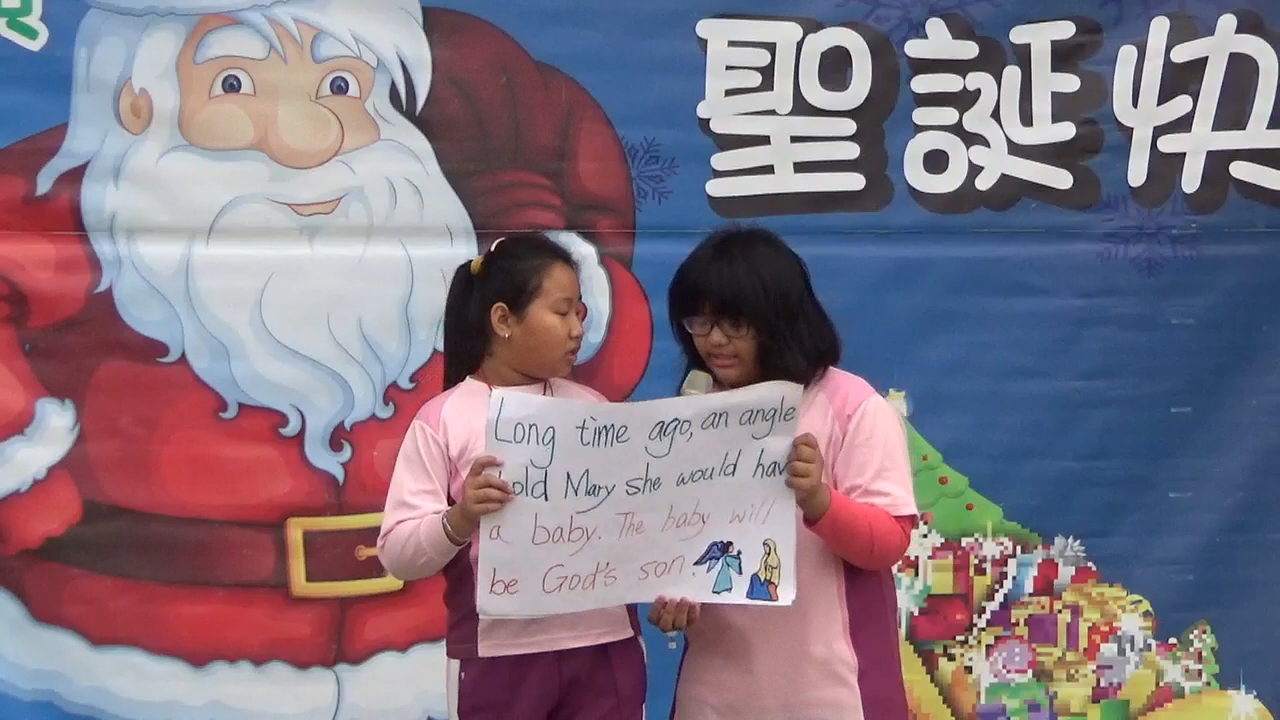 聖誕快
Long time ago, an angle
told Mary she would hav
a baby. The baby will
be God's son.